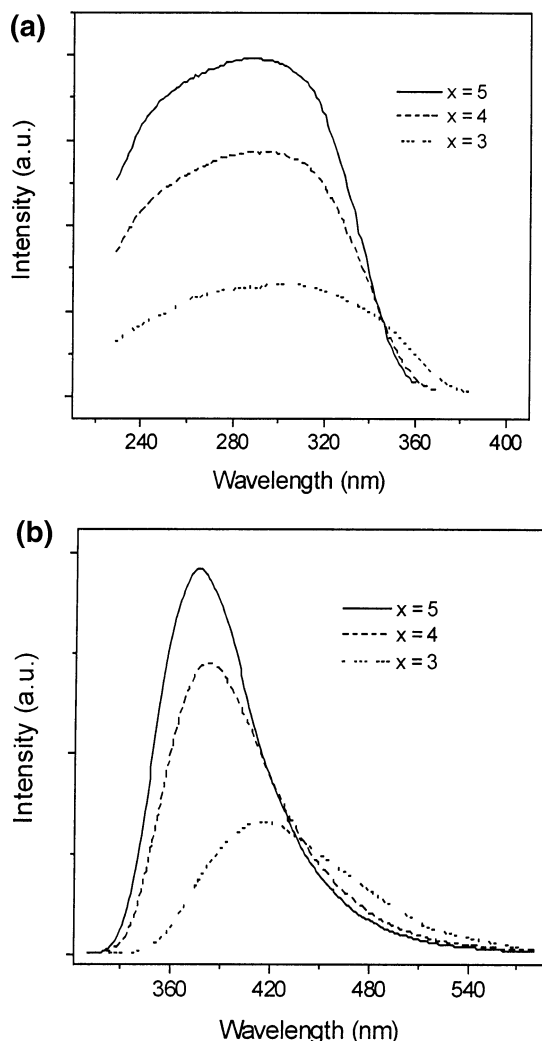 (a)
x = 5
x = 4
x = 3
Intensity (a.u.)
240 280 320 360 400
Wavelength (nm)
(b)
x = 5
x = 4
x = 3
Intensity (a.u.)
360 420 480 540
Wavelength (nm)